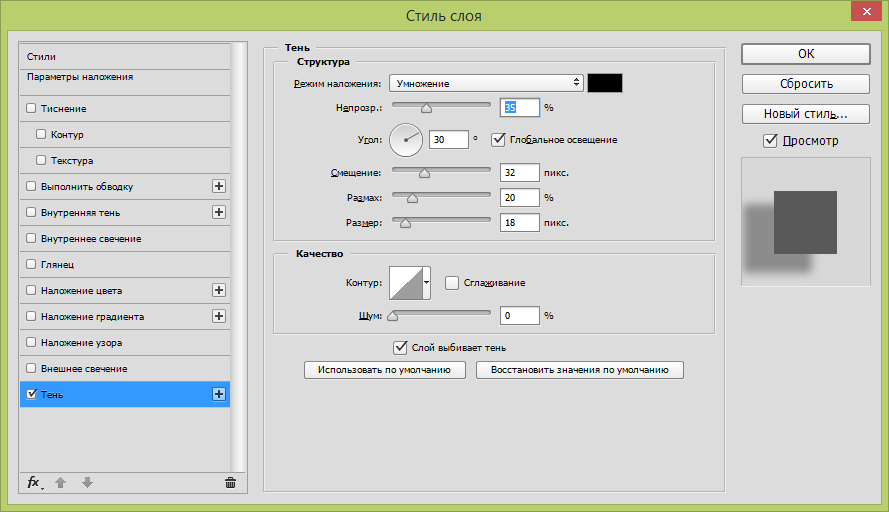 Стиль слоя
Стили
Параметры наложения
Тиснение
Контур
Текстура
Выполнить обводку
Внутренняя тень
Внутреннее свечение
Глянец
Наложение цвета
Наложение градиента
Наложение узора
Внешнее свечение
Тень
fx
Тень
Структура
Режим наложения: Умножение
Непрозр.: 35 %
Угол: 30 ° Глобальное освещение
Смещение: 32 пикс.
Размах: 20 %
Размер: 18 пикс.
Качество
Контур: Сглаживание
Шум: 0 %
Слой выбивает тень
Использовать по умолчанию Восстановить значения по умолчанию
ОК
Сбросить
Новый стиль...
Просмотр